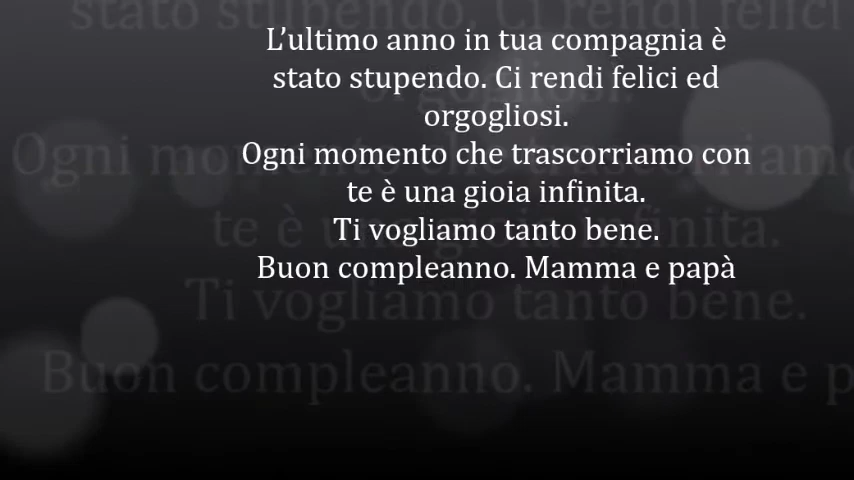 L’ultimo anno in tua compagnia è
stato stupendo. Ci rendi felici ed
orgogliosi.
Ogni momento che trascorriamo con
te è una gioia infinita.
Ti vogliamo tanto bene.
Buon compleanno. Mamma e papà